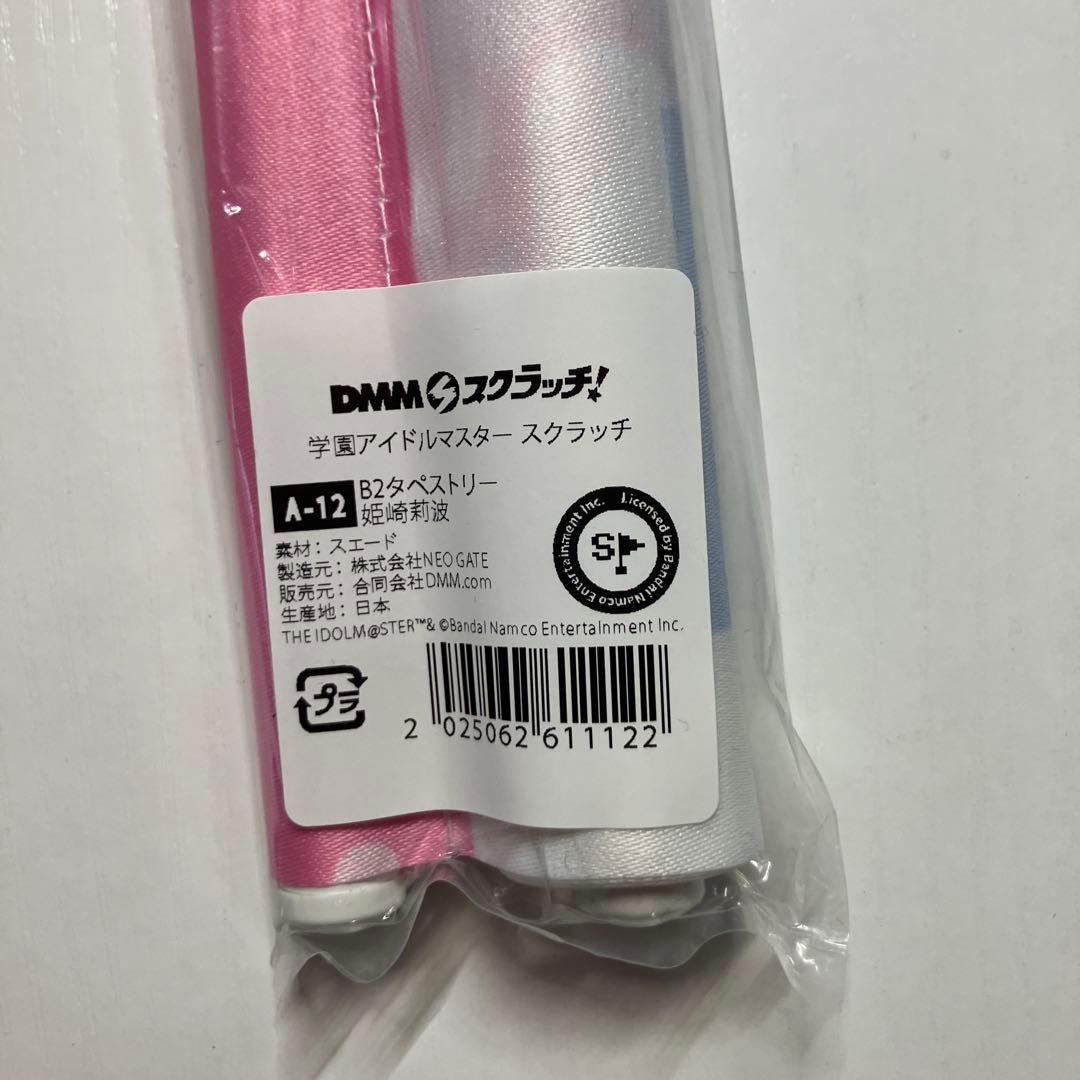 DMMスクラッチ!
学園アイドルマスター スクラッチ
A-12
B2タペストリー
姫崎莉波
素材：スエード
製造元：株式会社NEO GATE
販売元：合同会社DMM.com
生産地：日本
THE IDOLM@STER™& ©Bandai Namco Entertainment Inc.
Licensed by Bandai Namco Entertainment Inc.
S
プラ
2 025062 611122